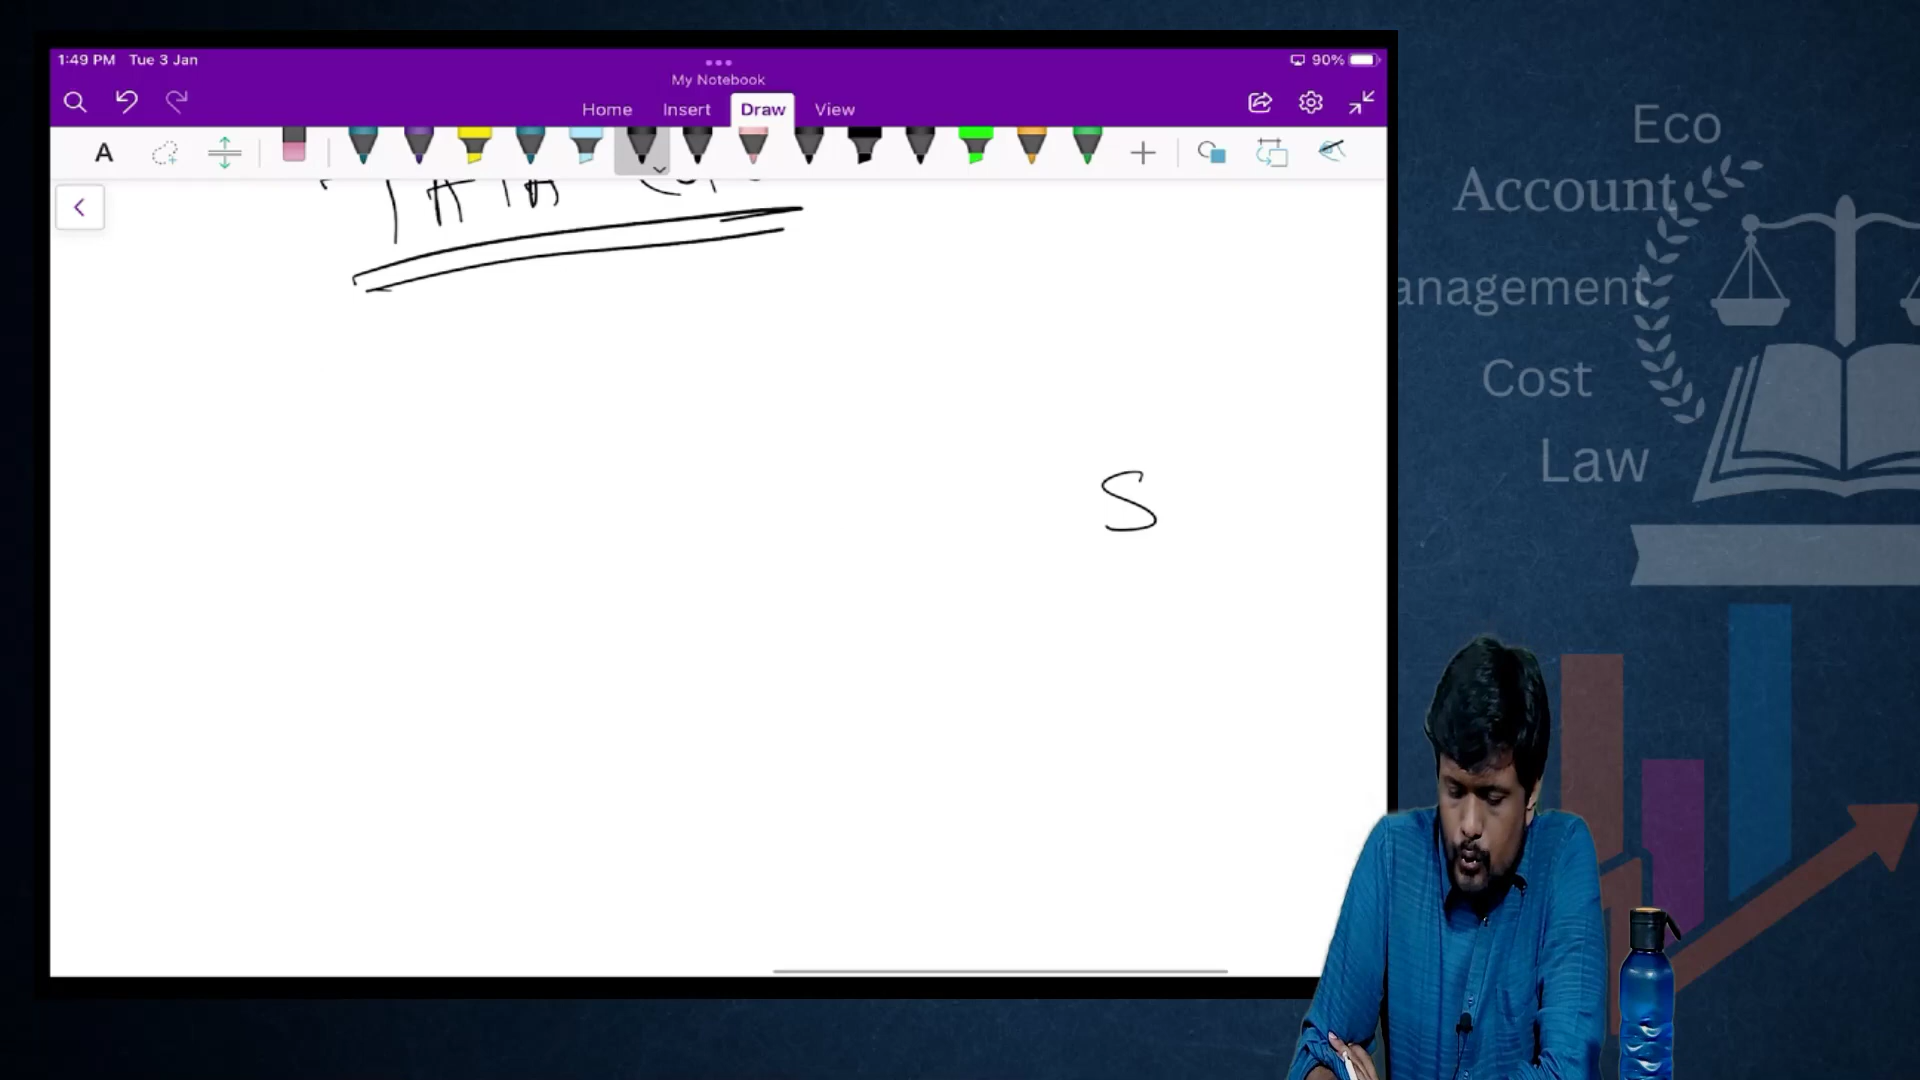 1:49 PM Tue 3 Jan
90%
My Notebook
Home Insert Draw View
A
S
Eco
Account
anagement
Cost
Law